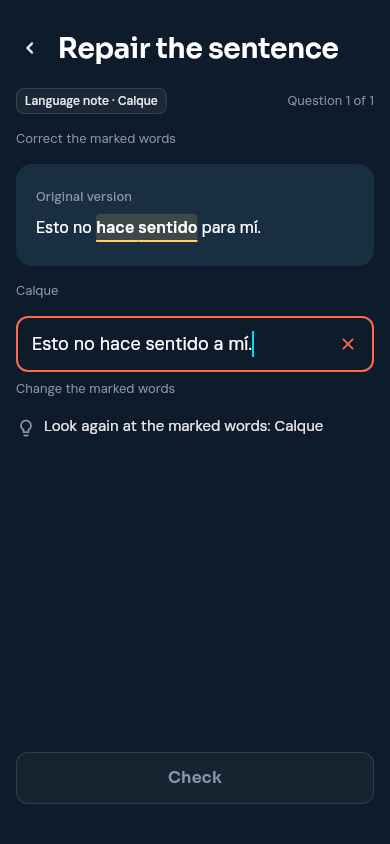 Repair the sentence
Language note · Calque
Question 1 of 1
Correct the marked words
Original version
Esto no hace sentido para mí.
Calque
Esto no hace sentido a mí.
Change the marked words
Look again at the marked words: Calque
Check